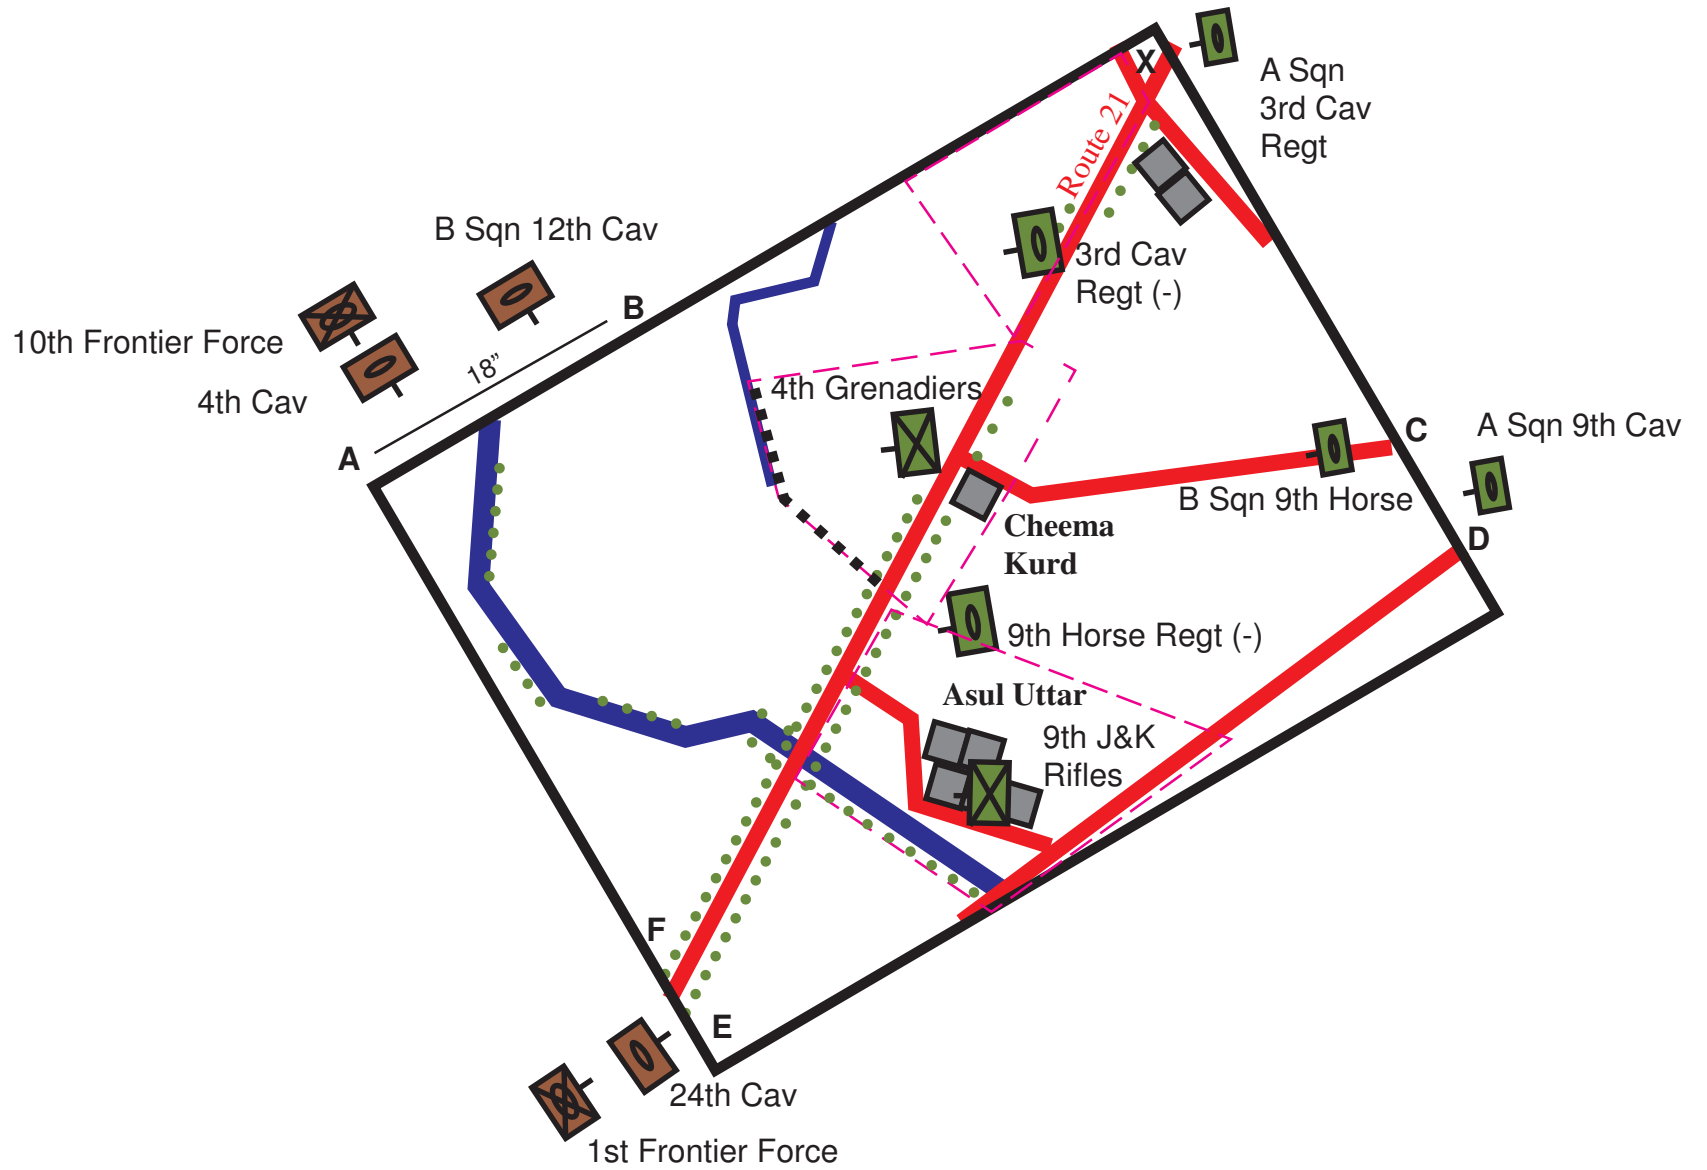 X
A Sqn
3rd Cav
Regt
Route 21
B Sqn 12th Cav
3rd Cav
Regt (-)
B
10th Frontier Force
18”
4th Cav
4th Grenadiers
A
C
A Sqn 9th Cav
B Sqn 9th Horse
Cheema
Kurd
D
9th Horse Regt (-)
Asul Uttar
9th J&K
Rifles
F
E
24th Cav
1st Frontier Force